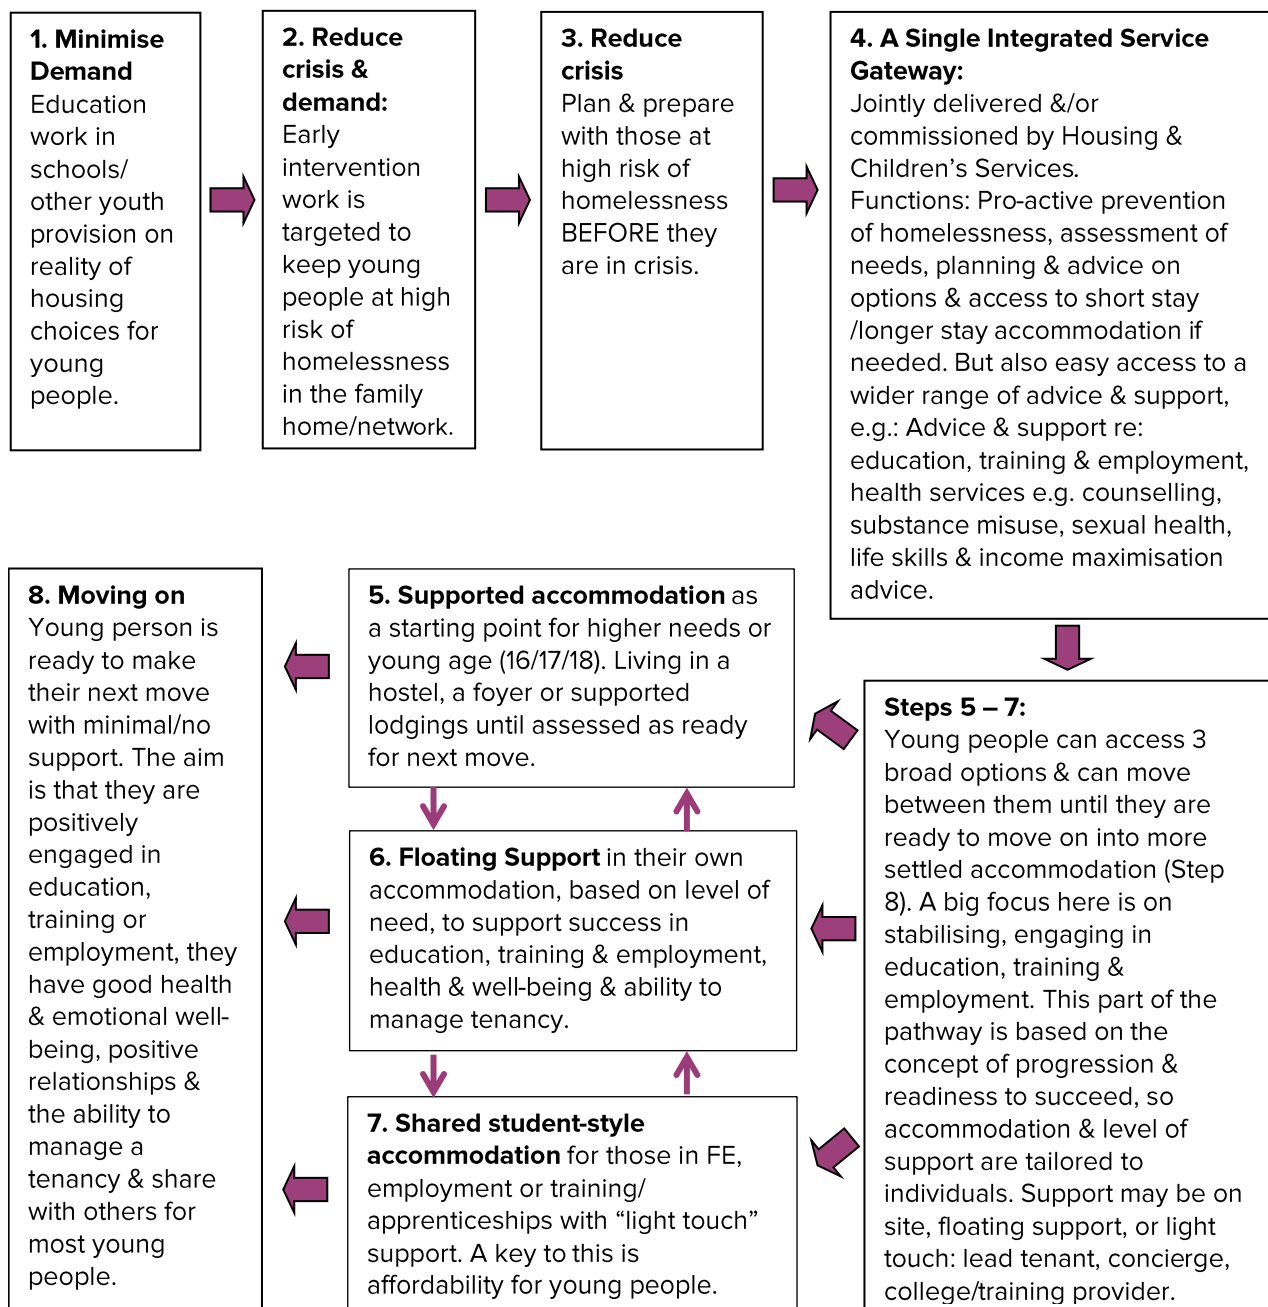 1. Minimise
Demand
Education
work in
schools/
other youth
provision on
reality of
housing
choices for
young
people.
2. Reduce
crisis &
demand:
Early
intervention
work is
targeted to
keep young
people at high
risk of
homelessness
in the family
home/network.
3. Reduce
crisis
Plan & prepare
with those at
high risk of
homelessness
BEFORE they
are in crisis.
4. A Single Integrated Service
Gateway:
Jointly delivered &/or
commissioned by Housing &
Children’s Services.
Functions: Pro-active prevention
of homelessness, assessment of
needs, planning & advice on
options & access to short stay
/longer stay accommodation if
needed. But also easy access to a
wider range of advice & support,
e.g.: Advice & support re:
education, training & employment,
health services e.g. counselling,
substance misuse, sexual health,
life skills & income maximisation
advice.
Steps 5 – 7:
Young people can access 3
broad options & can move
between them until they are
ready to move on into more
settled accommodation (Step
8). A big focus here is on
stabilising, engaging in
education, training &
employment. This part of the
pathway is based on the
concept of progression &
readiness to succeed, so
accommodation & level of
support are tailored to
individuals. Support may be on
site, floating support, or light
touch: lead tenant, concierge,
college/training provider.
5. Supported accommodation as
a starting point for higher needs or
young age (16/17/18). Living in a
hostel, a foyer or supported
lodgings until assessed as ready
for next move.
6. Floating Support in their own
accommodation, based on level of
need, to support success in
education, training & employment,
health & well-being & ability to
manage tenancy.
7. Shared student-style
accommodation for those in FE,
employment or training/
apprenticeships with “light touch”
support. A key to this is
affordability for young people.
8. Moving on
Young person is
ready to make
their next move
with minimal/no
support. The aim
is that they are
positively
engaged in
education,
training or
employment, they
have good health
& emotional well-
being, positive
relationships &
the ability to
manage a
tenancy & share
with others for
most young
people.